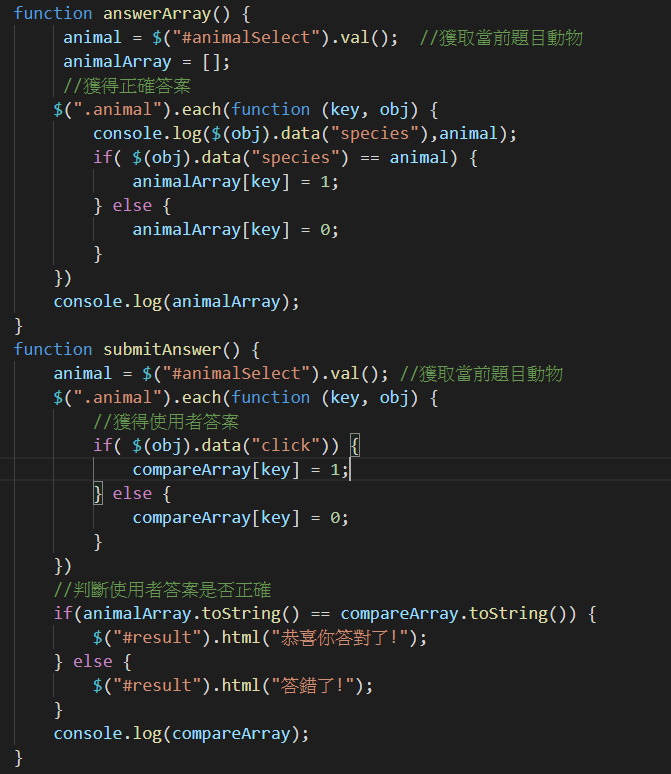 function answerArray() {
animal = $("#animalSelect").val();  //獲取當前題目動物
animalArray = [];
//獲得正確答案
$(".animal").each(function (key, obj) {
console.log($(obj).data("species"),animal);
if( $(obj).data("species") == animal) {
animalArray[key] = 1;
} else {
animalArray[key] = 0;
}
})
console.log(animalArray);
}
function submitAnswer() {
animal = $("#animalSelect").val(); //獲取當前題目動物
$(".animal").each(function (key, obj) {
//獲得使用者答案
if( $(obj).data("click")) {
compareArray[key] = 1;
} else {
compareArray[key] = 0;
}
})
//判斷使用者答案是否正確
if(animalArray.toString() == compareArray.toString()) {
$("#result").html("恭喜你答對了!");
} else {
$("#result").html("答錯了!");
}
console.log(compareArray);
}